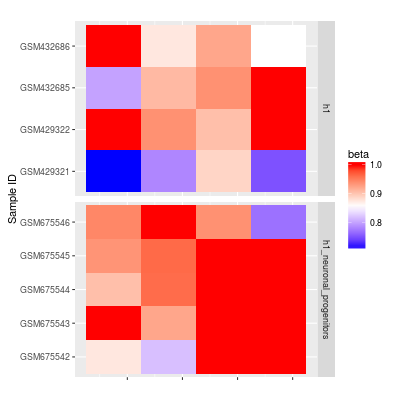 GSM432686
GSM432685
GSM429322
GSM429321
h1
GSM675546
GSM675545
GSM675544
GSM675543
GSM675542
h1_neuronal_progenitors
Sample ID
beta
1.0
0.9
0.8